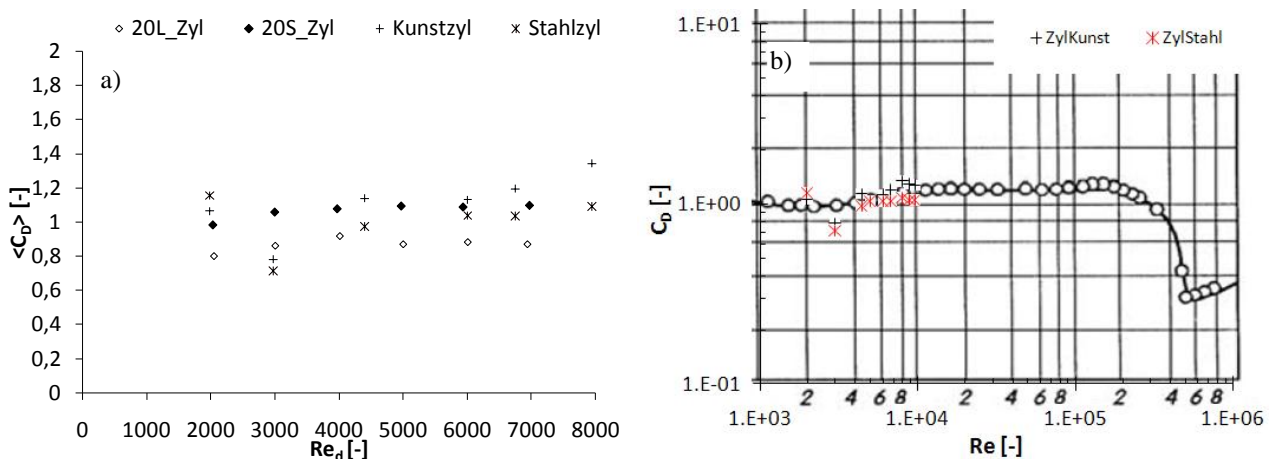 20L_Zyl 20S_Zyl Kunstzyl Stahlzyl
a)
2
1,8
1,6
1,4
1,2
1
0,8
0,6
0,4
0,2
0
<C_D> [-]
0 1000 2000 3000 4000 5000 6000 7000 8000
Re_d [-]
b)
ZylKunst ZylStahl
1.E+01
1.E+00
1.E-01
C_D [-]
2 4 6 8 2 4 6 8 2 4 6 8
1.E+03 1.E+04 1.E+05 1.E+06
Re [-]